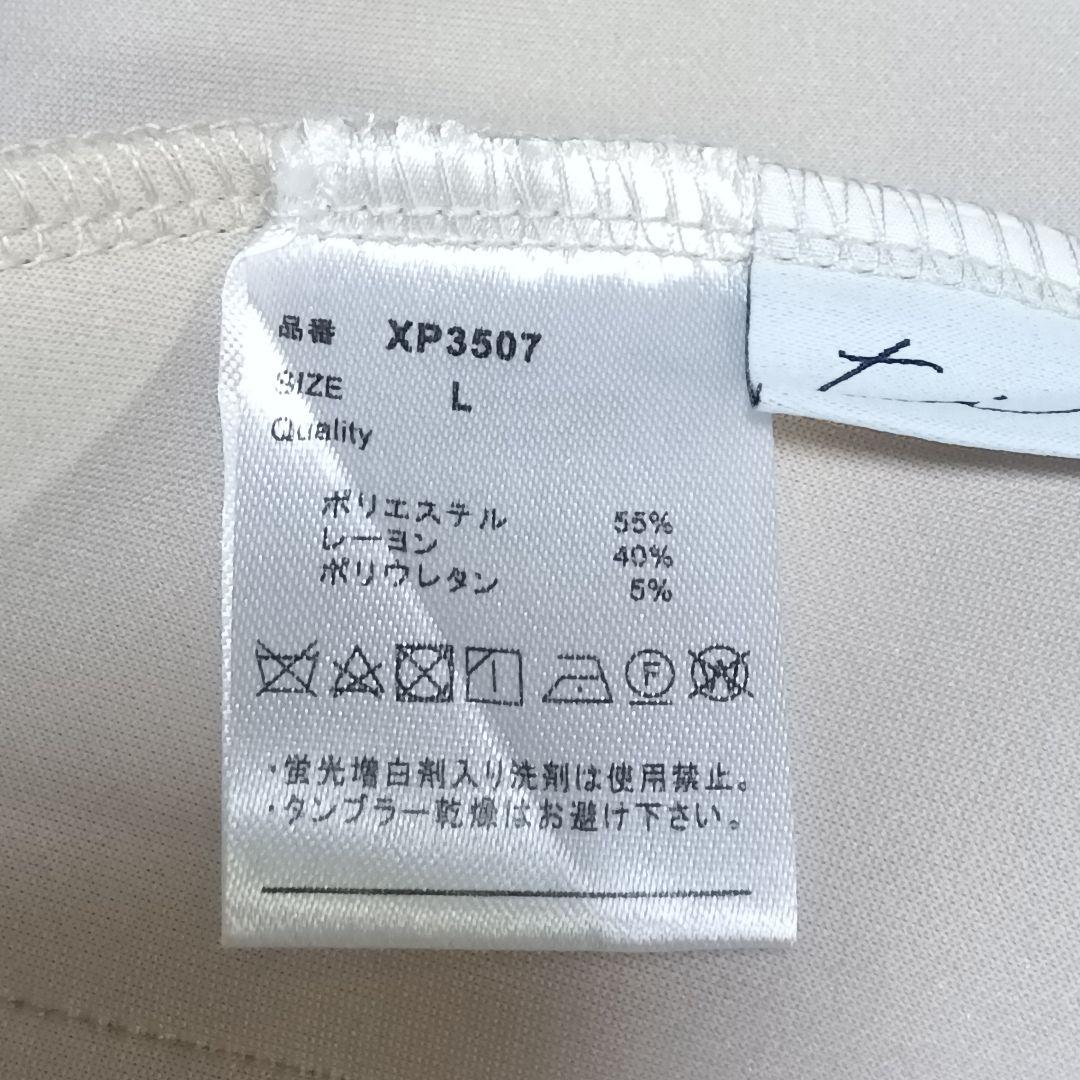 品番 XP3507
SIZE L
Quality
ポリエステル 55%
レーヨン 40%
ポリウレタン 5%
F
W
・蛍光増白剤入り洗剤は使用禁止。
・タンブラー乾燥はお避け下さい。